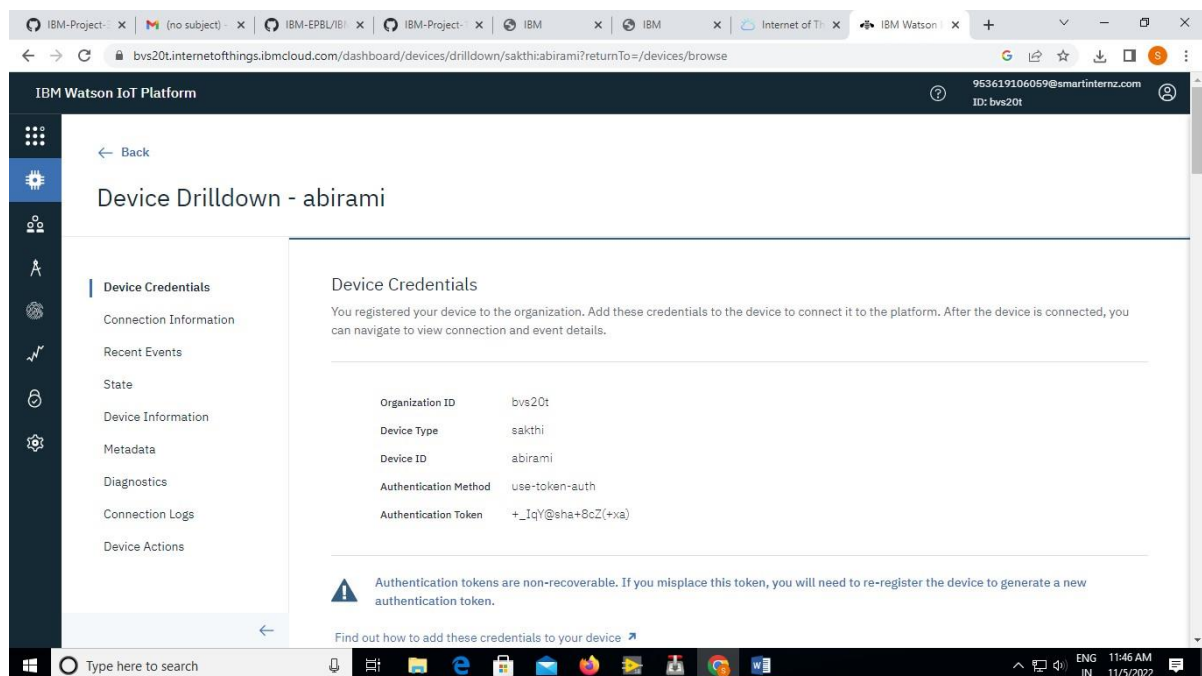 IBM-Project-3
(no subject) -
IBM-EPBL/IBM
IBM-Project-1
IBM
IBM
Internet of Th
IBM Watson I
bvs20t.internetofthings.ibmcloud.com/dashboard/devices/drilldown/sakthi:abirami?returnTo=/devices/browse
S
IBM Watson IoT Platform
953619106059@smartinternz.com
ID: bvs20t
← Back
Device Drilldown - abirami
Device Credentials
Connection Information
Recent Events
State
Device Information
Metadata
Diagnostics
Connection Logs
Device Actions
Device Credentials
You registered your device to the organization. Add these credentials to the device to connect it to the platform. After the device is connected, you
can navigate to view connection and event details.
Organization ID bvs20t
Device Type sakthi
Device ID abirami
Authentication Method use-token-auth
Authentication Token +_IqY@sha+8cZ(+xa)
Authentication tokens are non-recoverable. If you misplace this token, you will need to re-register the device to generate a new
authentication token.
Find out how to add these credentials to your device
Type here to search
ENG 11:46 AM
IN 11/5/2022